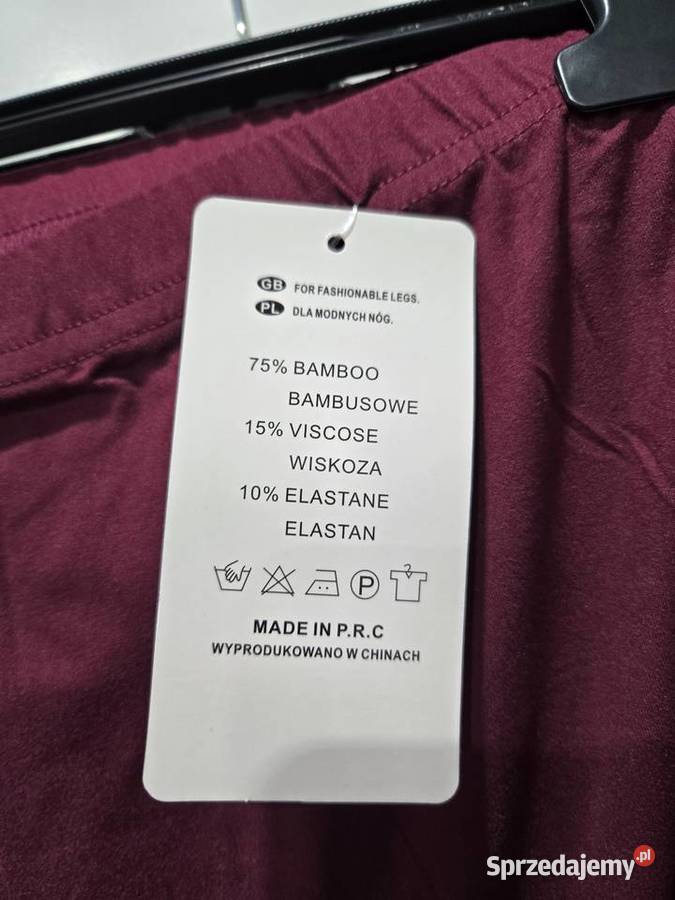 GB FOR FASHIONABLE LEGS.
PL DLA MODNYCH NÓG.
75% BAMBOO
BAMBUSOWE
15% VISCOSE
WISKOZA
10% ELASTANE
ELASTAN
P
MADE IN P.R.C
WYPRODUKOWANO W CHINACH
Sprzedajemy.pl